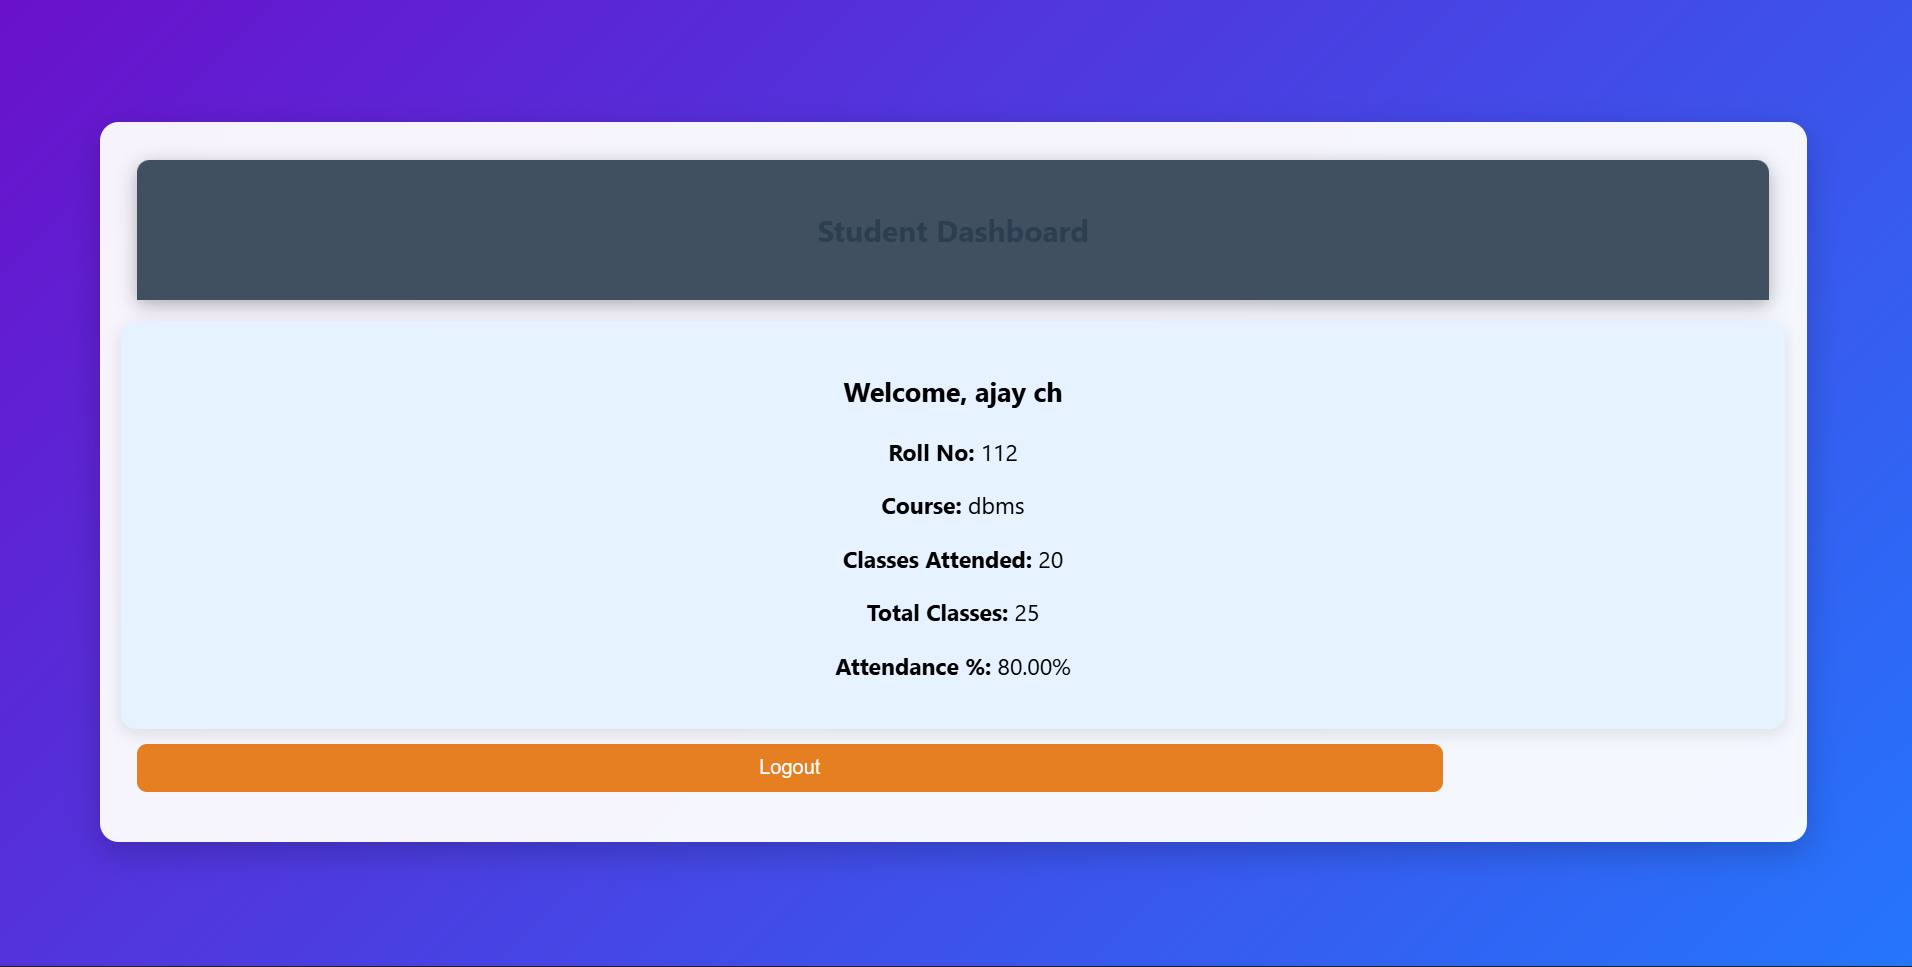 Student Dashboard
Welcome, ajay ch
Roll No: 112
Course: dbms
Classes Attended: 20
Total Classes: 25
Attendance %: 80.00%
Logout